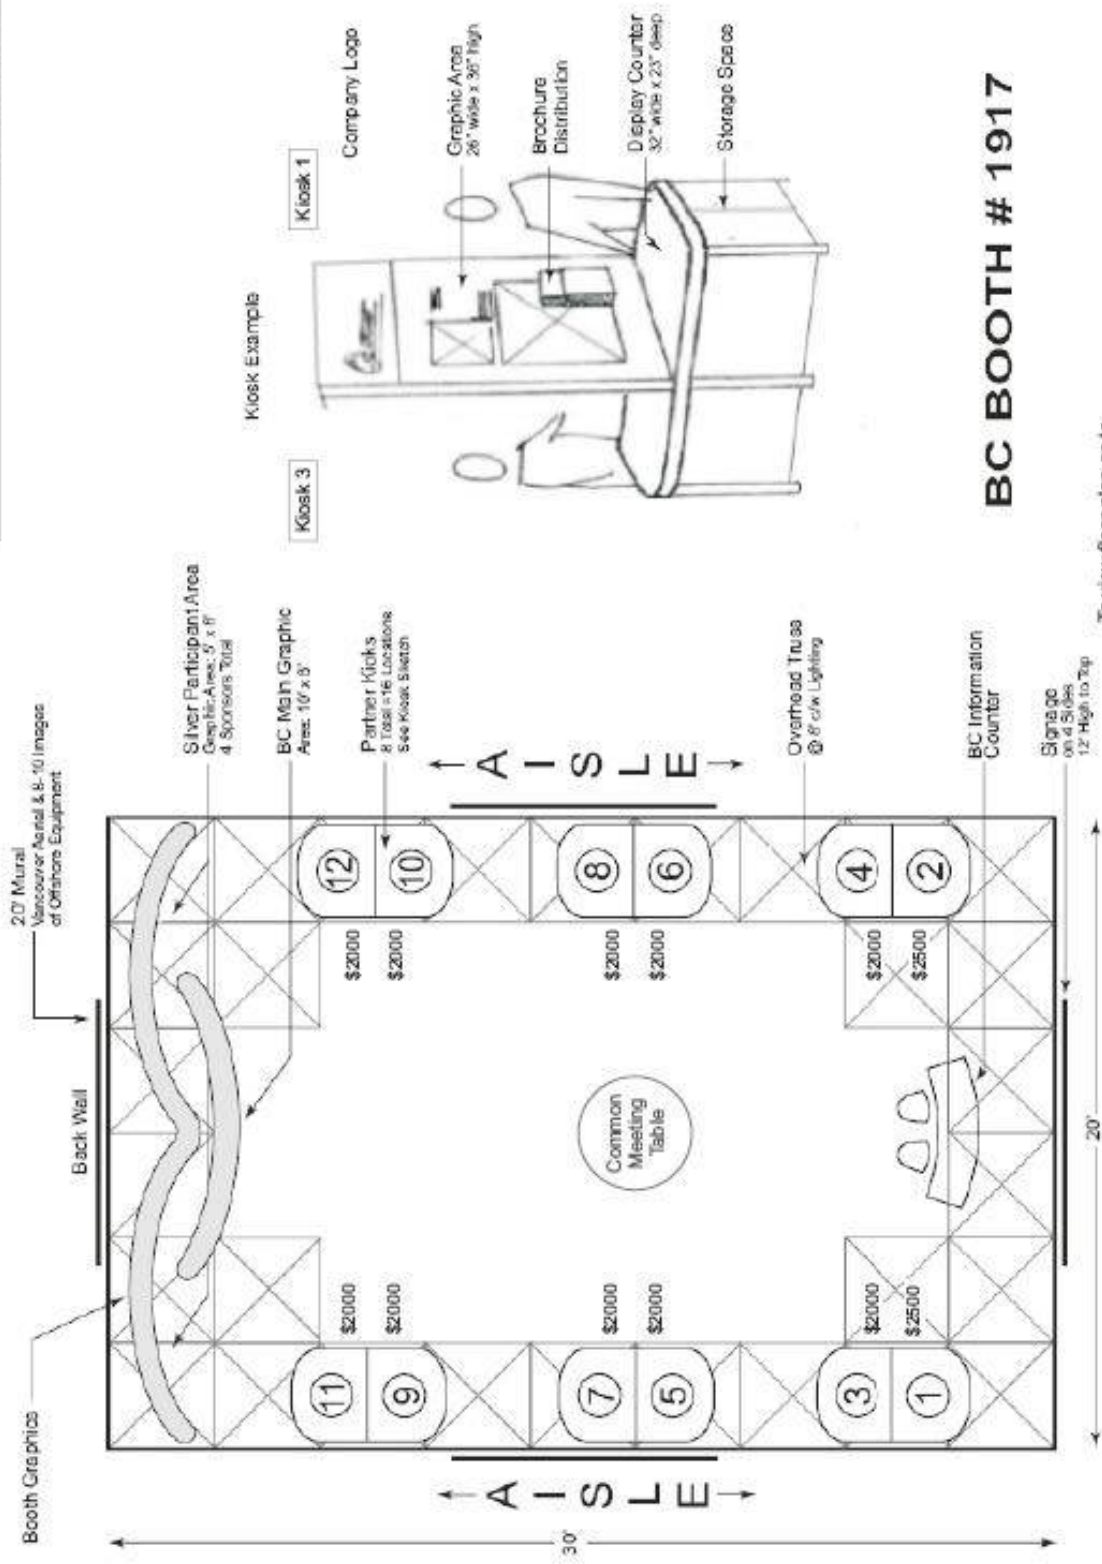 20' Mural
Vancouver Aerial & 8-10 Images
of Offshore Equipment
Booth Graphics
Back Wall
Silver Participant Area
Graphic Area: 5' x 8'
4 Sponsors Total
BC Main Graphic
Area: 10' x 8'
Partner Kicks
8 Total = 16 Locations
See Kiosk Sketch
11
9
$2000
$2000
$2000
$2000
12
10
7
5
$2000
$2000
Common
Meeting
Table
$2000
$2000
8
6
3
1
$2000
$2500
$2000
$2500
4
2
AISLE
AISLE
Overhead Truss
@ 8' c/w Lighting
BC Information
Counter
Signage
on 4 Sides
12' High to Top
30'
20'
Kiosk Example
Kiosk 3
Kiosk 1
Company Logo
Graphic Area
26" wide x 36" high
Brochure
Distribution
Display Counter
32" wide x 23" deep
Storage Space
BC BOOTH # 1917